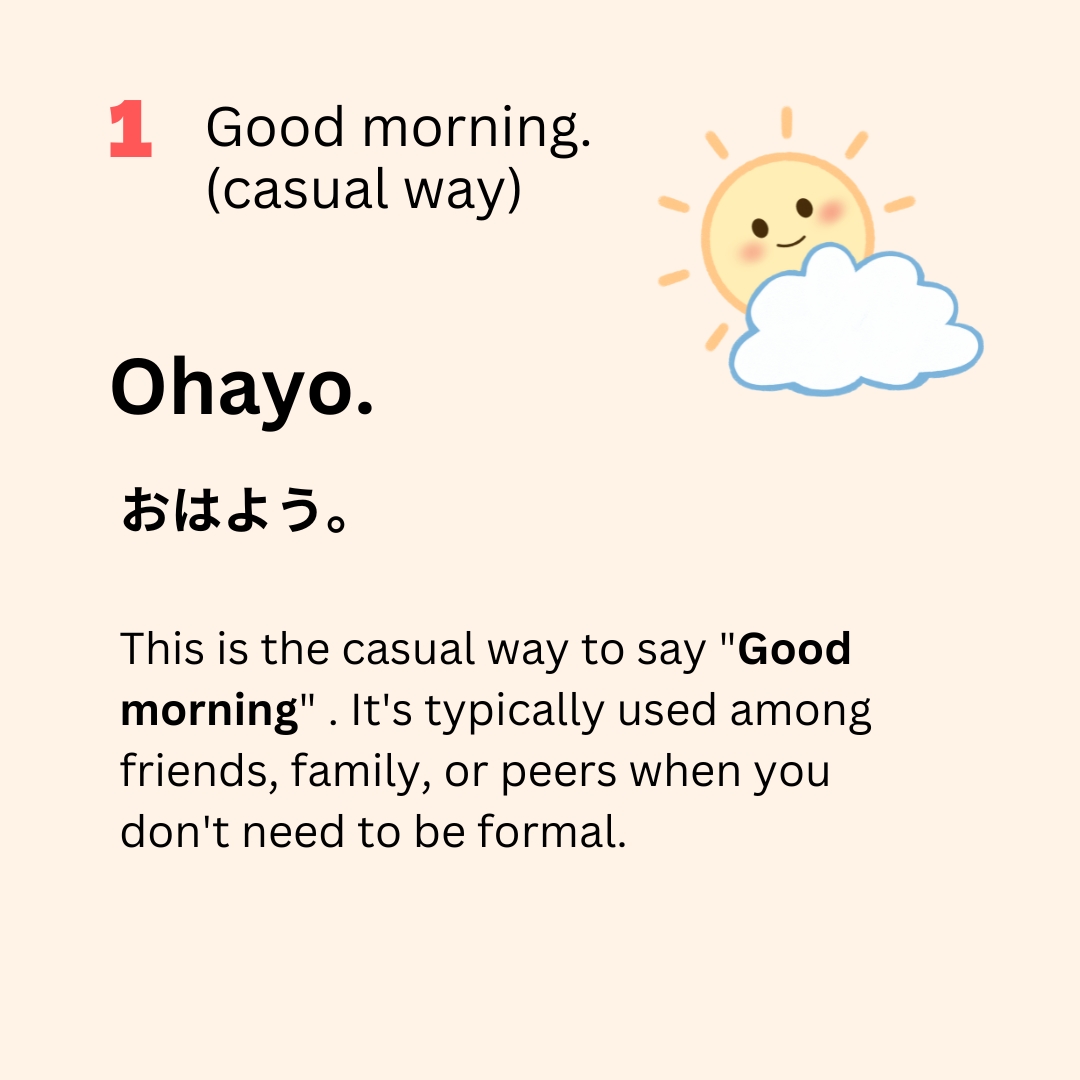 1 Good morning.
(casual way)
Ohayo.
おはよう。
This is the casual way to say "Good
morning" . It's typically used among
friends, family, or peers when you
don't need to be formal.